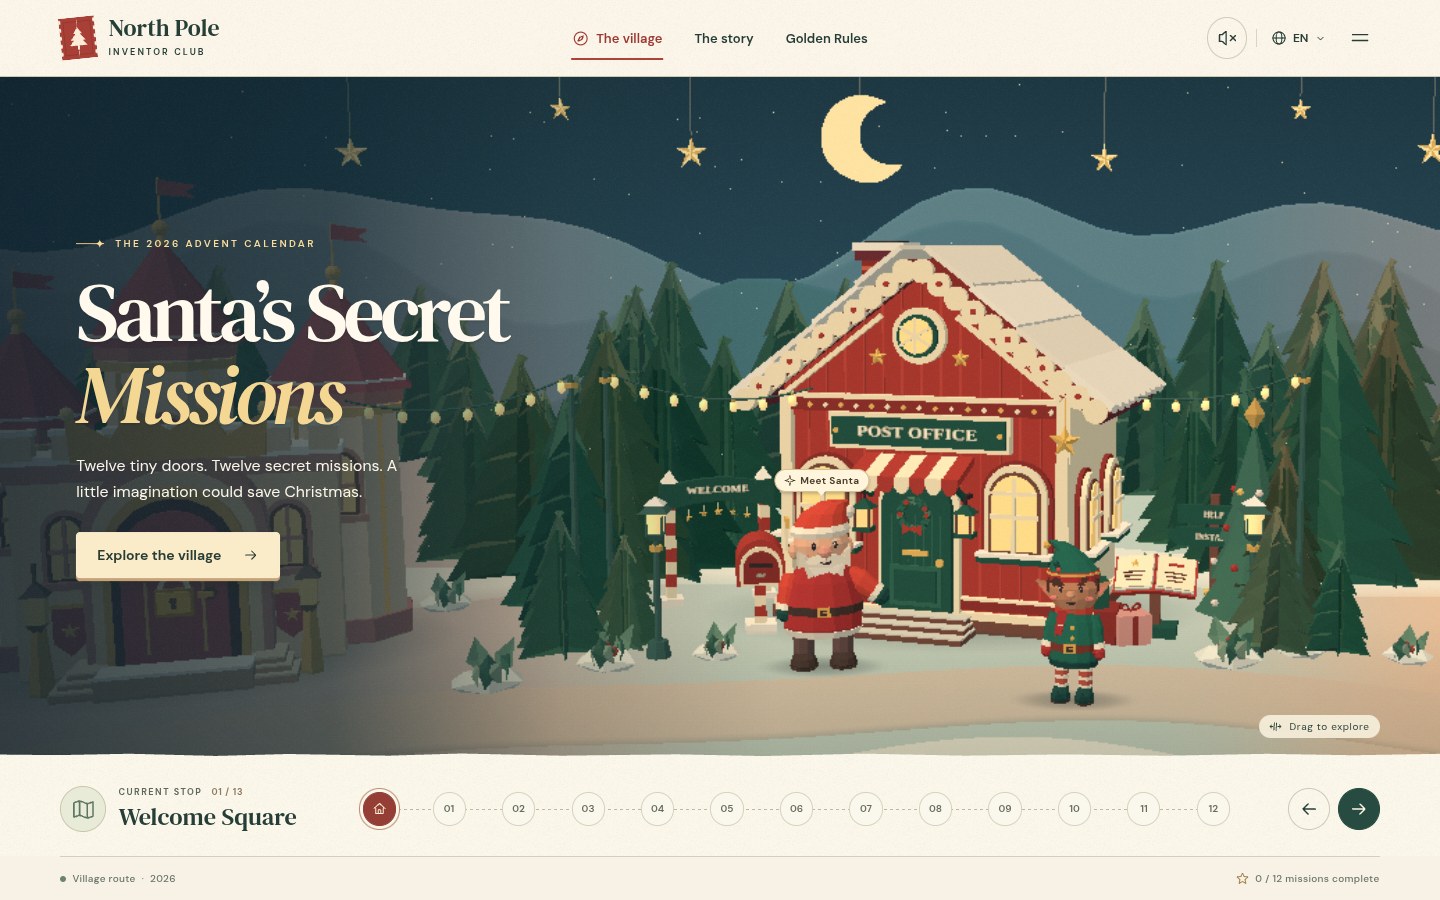 North Pole
INVENTOR CLUB
The village
The story
Golden Rules
EN
THE 2026 ADVENT CALENDAR
Santa's Secret
Missions
Twelve tiny doors. Twelve secret missions. A
little imagination could save Christmas.
Explore the village
POST OFFICE
WELCOME
Meet Santa
HELP
Drag to explore
CURRENT STOP 01 / 13
Welcome Square
01 02 03 04 05 06 07 08 09 10 11 12
Village route · 2026
0 / 12 missions complete